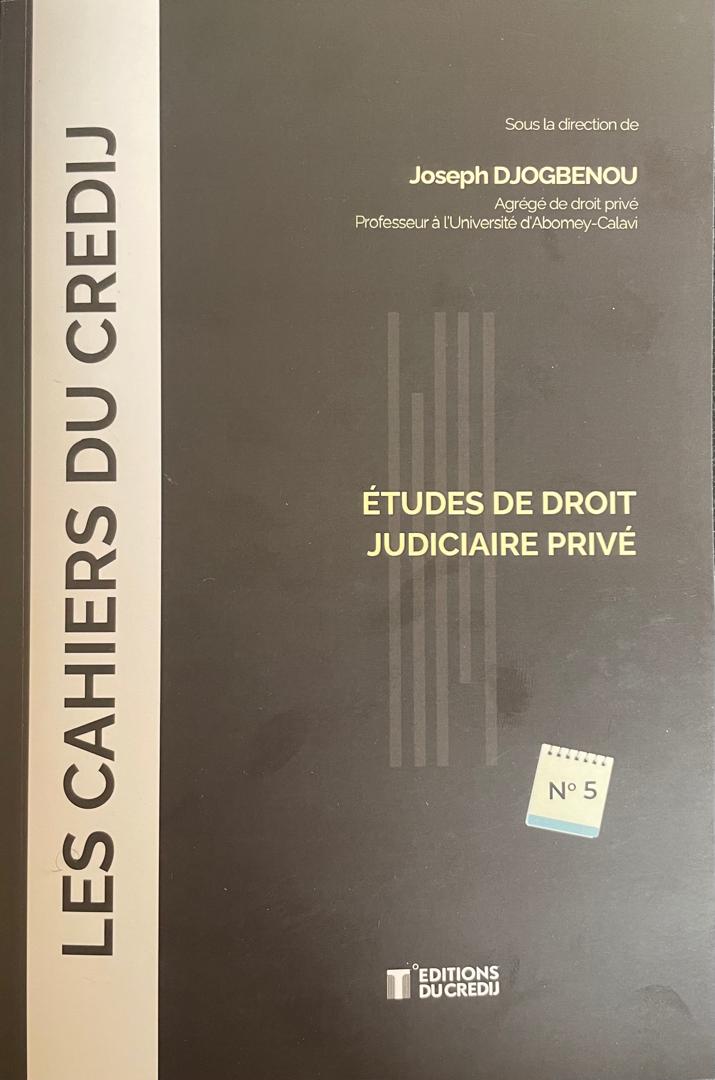 LES CAHIERS DU CREDIJ
Sous la direction de
Joseph DJOGBENOU
Agrégé de droit privé
Professeur à l'Université d'Abomey-Calavi
ÉTUDES DE DROIT
JUDICIAIRE PRIVÉ
N° 5
EDITIONS
DU CREDIJ